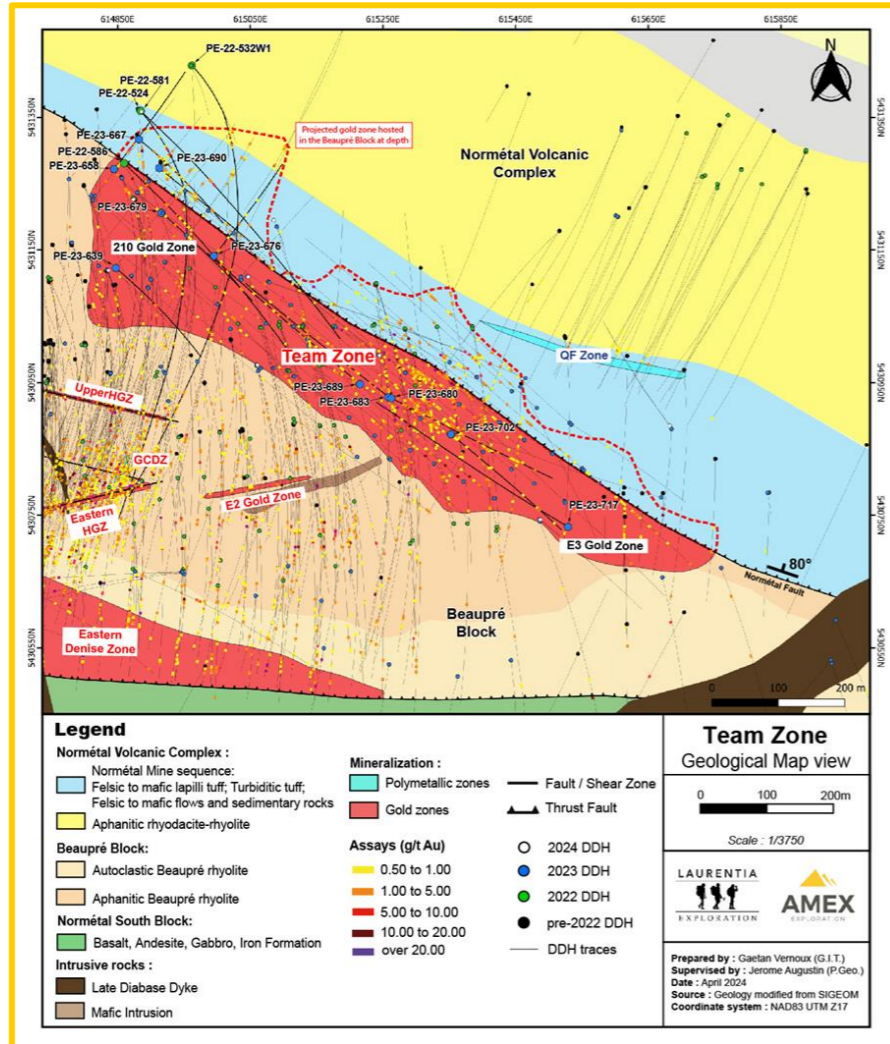 614850E 615050E 615250E 615450E 615650E 615850E
PE-22-532W1
N
PE-22-581
PE-22-524
5431350N
5431350N
PE-23-667
Projected gold zone hosted
in the Beaupré Block at depth
PE-22-586
PE-23-690
PE-23-658
Normétal Volcanic
Complex
PE-23-679
210 Gold Zone
PE-23-676
5431150N
5431150N
PE-23-639
Team Zone
QF Zone
5430950N
5430950N
PE-23-689
PE-23-680
PE-23-683
UpperHGZ
PE-23-702
GCDZ
E2 Gold Zone
PE-23-717
5430750N
5430750N
Eastern
HGZ
E3 Gold Zone
80°
Normétal Fault
Beaupré
Block
Eastern
Denise Zone
5430550N
5430550N
0 100 200 m
Legend
Normétal Volcanic Complex :
Normétal Mine sequence:
Felsic to mafic lapilli tuff; Turbiditic tuff;
Felsic to mafic flows and sedimentary rocks
Aphanitic rhyodacite-rhyolite
Beaupré Block:
Autoclastic Beaupré rhyolite
Aphanitic Beaupré rhyolite
Normétal South Block:
Basalt, Andesite, Gabbro, Iron Formation
Intrusive rocks :
Late Diabase Dyke
Mafic Intrusion
Mineralization :
Polymetallic zones
Gold zones
Fault / Shear Zone
Thrust Fault
Assays (g/t Au)
0.50 to 1.00
1.00 to 5.00
5.00 to 10.00
10.00 to 20.00
over 20.00
2024 DDH
2023 DDH
2022 DDH
pre-2022 DDH
DDH traces
Team Zone
Geological Map view
0 100 200m
Scale : 1/3750
LAURENTIA
EXPLORATION
AMEX
EXPLORATION
Prepared by : Gaetan Vernoux (G.I.T.)
Supervised by : Jerome Augustin (P.Geo.)
Date : April 2024
Source : Geology modified from SIGEOM
Coordinate system : NAD83 UTM Z17